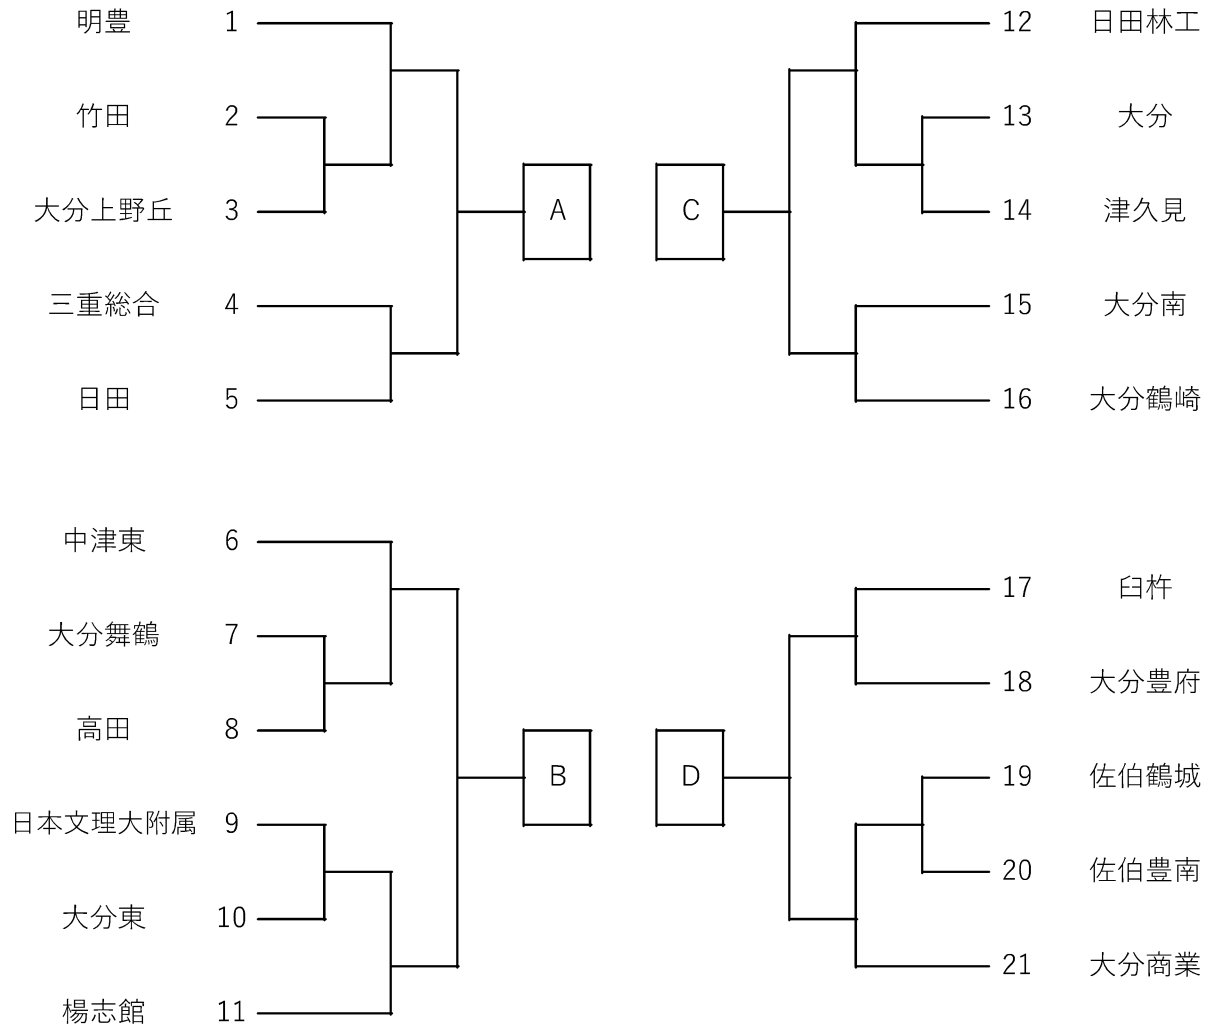 明豊 1
竹田 2
大分上野丘 3
三重総合 4
日田 5
A
中津東 6
大分舞鶴 7
高田 8
日本文理大附属 9
大分東 10
楊志館 11
B
12 日田林工
13 大分
14 津久見
15 大分南
16 大分鶴崎
C
17 臼杵
18 大分豊府
19 佐伯鶴城
20 佐伯豊南
21 大分商業
D